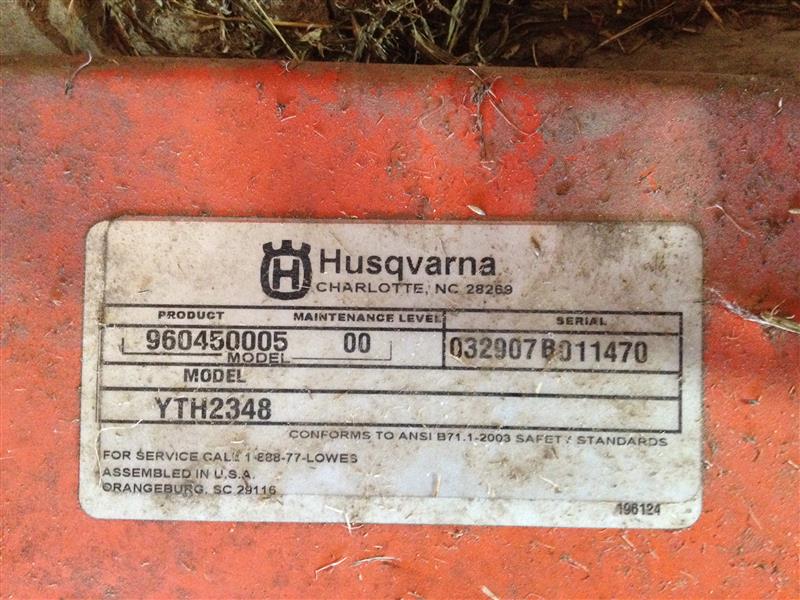 H Husqvarna
CHARLOTTE, NC 28269
PRODUCT MAINTENANCE LEVEL SERIAL
960450005 00 032907B011470
MODEL
MODEL
YTH2348
CONFORMS TO ANSI B71.1-2003 SAFETY STANDARDS
FOR SERVICE CALL 1-888-77-LOWES
ASSEMBLED IN U.S.A.
ORANGEBURG, SC 29116
196124